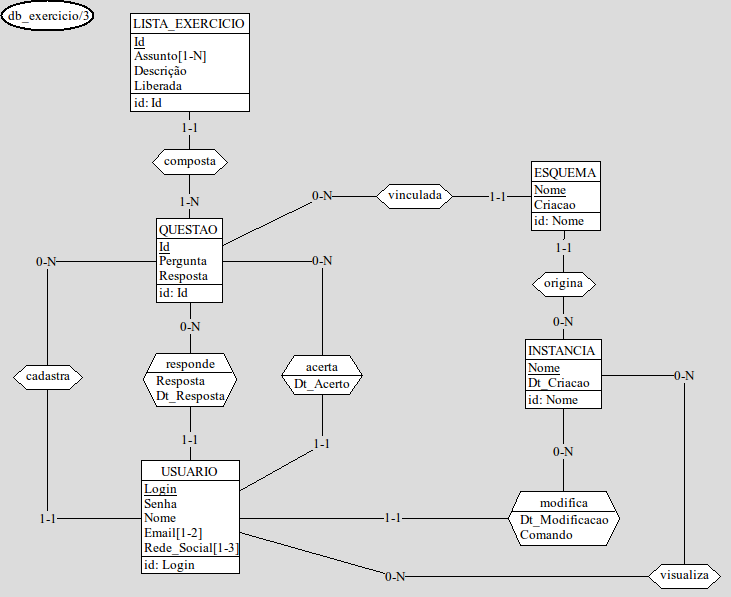 db_exercicio/3
LISTA_EXERCICIO
Id
Assunto[1-N]
Descrição
Liberada
id: Id
1-1
composta
1-N
QUESTAO
Id
Pergunta
Resposta
id: Id
0-N
vinculada
1-1
ESQUEMA
Nome
Criacao
id: Nome
1-1
origina
0-N
INSTANCIA
Nome
Dt_Criacao
id: Nome
0-N
cadastra
1-1
0-N
responde
Resposta
Dt_Resposta
1-1
0-N
acerta
Dt_Acerto
1-1
USUARIO
Login
Senha
Nome
Email[1-2]
Rede_Social[1-3]
id: Login
0-N
modifica
Dt_Modificacao
Comando
1-1
0-N
visualiza
0-N